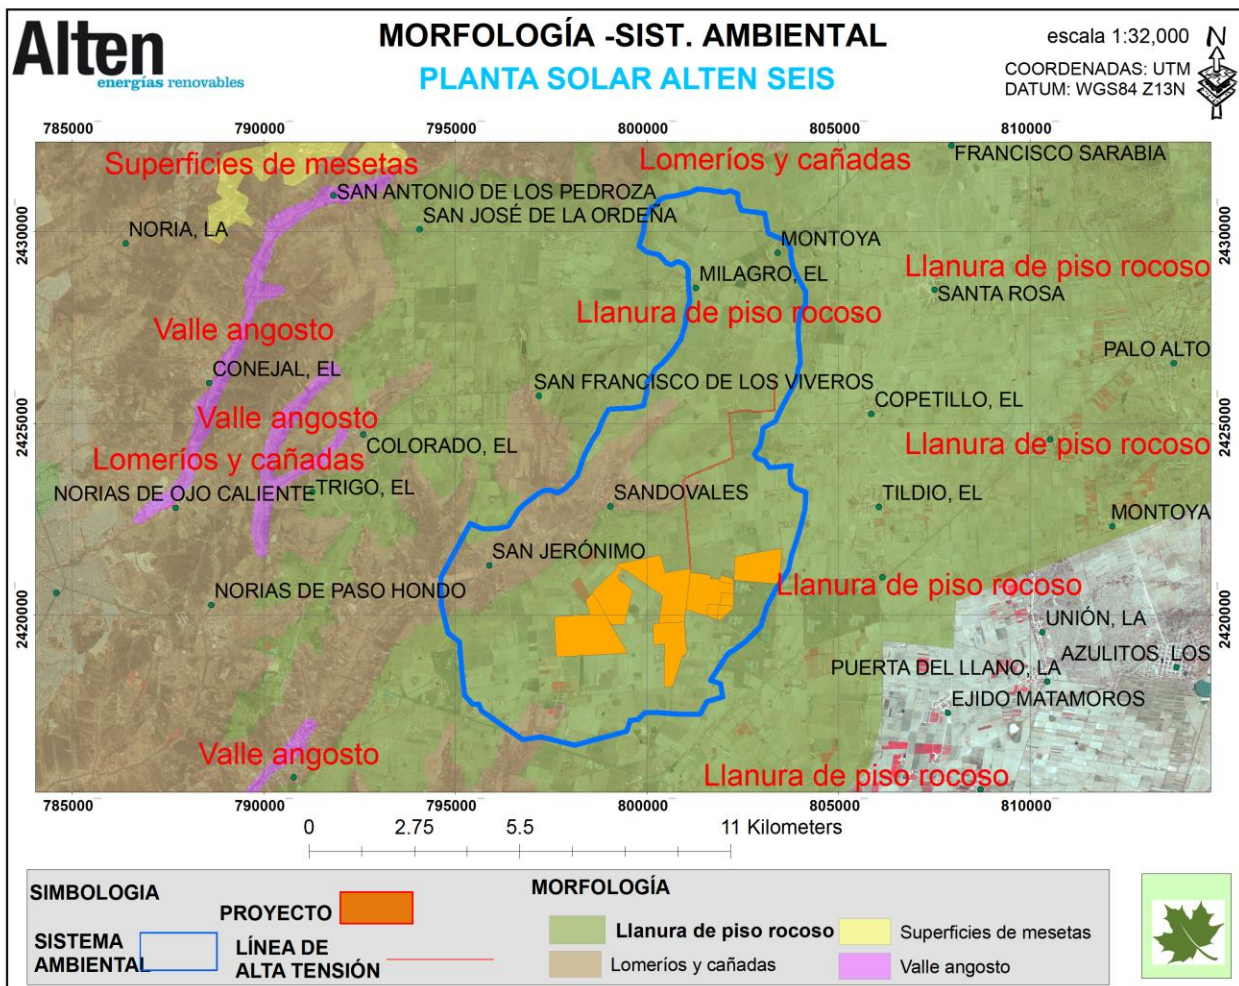 Alten
energías renovables
MORFOLOGÍA -SIST. AMBIENTAL
PLANTA SOLAR ALTEN SEIS
escala 1:32,000
N
COORDENADAS: UTM
DATUM: WGS84 Z13N
785000
790000
795000
800000
805000
810000
Superficies de mesetas
Lomeríos y cañadas
FRANCISCO SARABIA
SAN ANTONIO DE LOS PEDROZA
SAN JOSÉ DE LA ORDEÑA
NORIA, LA
MONTOYA
2430000
2430000
MILAGRO, EL
Llanura de piso rocoso
SANTA ROSA
Llanura de piso rocoso
Valle angosto
PALO ALTO
CONEJAL, EL
SAN FRANCISCO DE LOS VIVEROS
COPETILLO, EL
Valle angosto
2425000
2425000
COLORADO, EL
Llanura de piso rocoso
Lomeríos y cañadas
NORIAS DE OJO CALIENTE
TRIGO, EL
SANDOVALES
TILDIO, EL
MONTOYA
SAN JERÓNIMO
NORIAS DE PASO HONDO
Llanura de piso rocoso
2420000
2420000
UNIÓN, LA
AZULITOS, LOS
PUERTA DEL LLANO, LA
EJIDO MATAMOROS
Valle angosto
Llanura de piso rocoso
785000
790000
795000
800000
805000
810000
0
2.75
5.5
11 Kilometers
SIMBOLOGIA
PROYECTO
SISTEMA
AMBIENTAL
LÍNEA DE
ALTA TENSIÓN
MORFOLOGÍA
Llanura de piso rocoso
Superficies de mesetas
Lomeríos y cañadas
Valle angosto